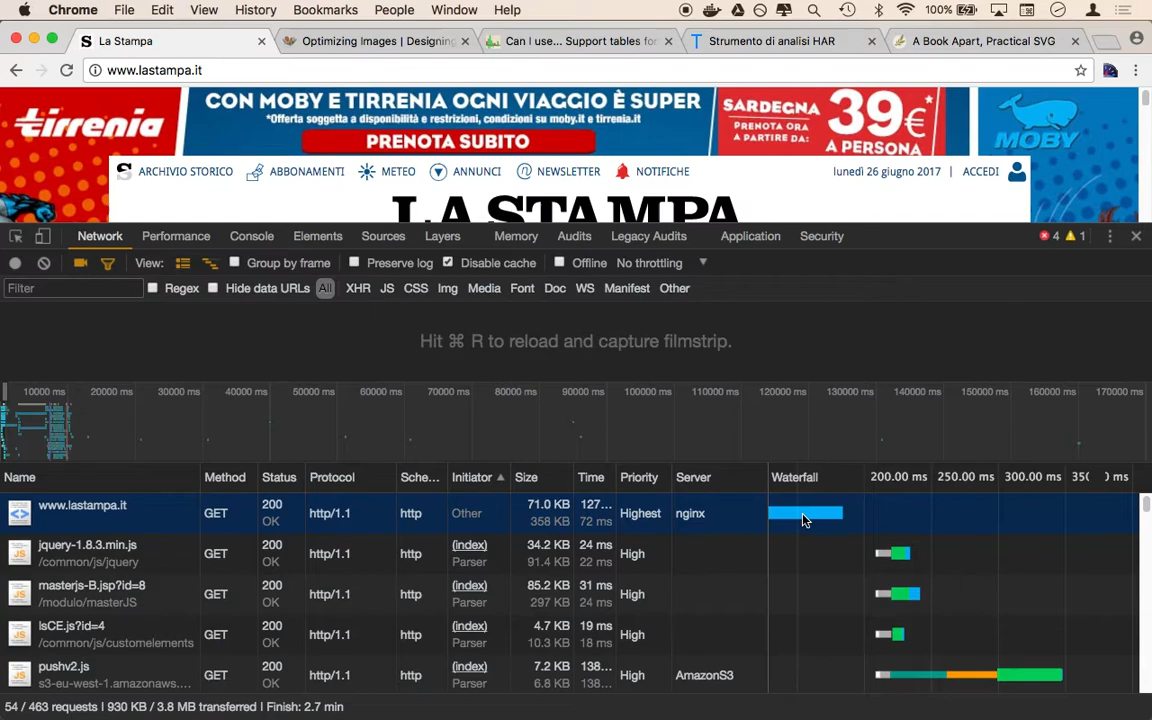 Chrome File Edit View History Bookmarks People Window Help 100%
La Stampa Optimizing Images | Designing Can I use... Support tables for Strumento di analisi HAR A Book Apart, Practical SVG
www.lastampa.it
tirrenia CON MOBY E TIRRENIA OGNI VIAGGIO È SUPER SARDEGNA 39€*
*Offerta soggetta a disponibilità e restrizioni, condizioni su moby.it e tirrenia.it. PRENOTA ORA
PRENOTA SUBITO A PARTIRE DA: A PERSONA MOBY
ARCHIVIO STORICO ABBONAMENTI METEO ANNUNCI NEWSLETTER NOTIFICHE lunedì 26 giugno 2017 ACCEDI
LA STAMPA
Network Performance Console Elements Sources Layers Memory Audits Legacy Audits Application Security 4 1
View: Group by frame Preserve log Disable cache Offline No throttling
Filter Regex Hide data URLs All XHR JS CSS Img Media Font Doc WS Manifest Other
Hit ⌘ R to reload and capture filmstrip.
10000 ms 20000 ms 30000 ms 40000 ms 50000 ms 60000 ms 70000 ms 80000 ms 90000 ms 100000 ms 110000 ms 120000 ms 130000 ms 140000 ms 150000 ms 160000 ms 170000 ms
Name Method Status Protocol Sche... Initiator Size Time Priority Server Waterfall 200.00 ms 250.00 ms 300.00 ms
www.lastampa.it GET 200 OK http/1.1 http Other 71.0 KB 358 KB 127... 72 ms Highest nginx
jquery-1.8.3.min.js /common/js/jquery GET 200 OK http/1.1 http (index) Parser 34.2 KB 91.4 KB 24 ms 22 ms High
masterjs-B.jsp?id=8 /modulo/masterJS GET 200 OK http/1.1 http (index) Parser 85.2 KB 297 KB 31 ms 24 ms High
lsCE.js?id=4 /common/js/customelements GET 200 OK http/1.1 http (index) Parser 4.7 KB 10.3 KB 19 ms 18 ms High
pushv2.js s3-eu-west-1.amazonaws.... GET 200 OK http/1.1 http (index) Parser 7.2 KB 6.8 KB 138... 138... High AmazonS3
54 / 463 requests | 930 KB / 3.8 MB transferred | Finish: 2.7 min